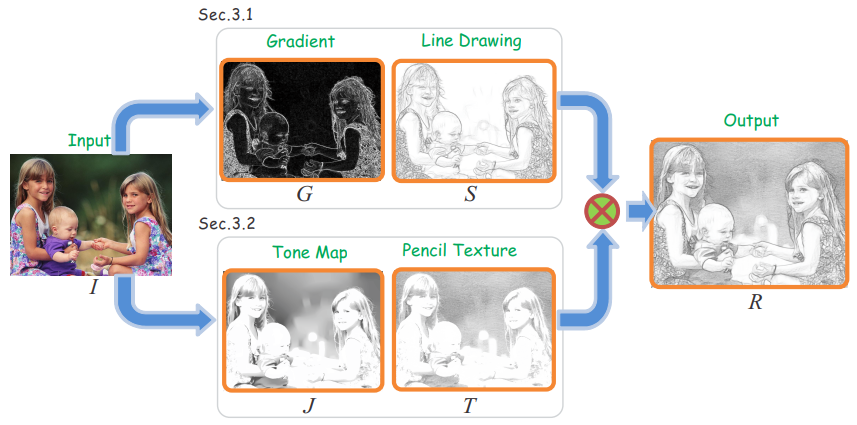 Sec.3.1
Gradient
Line Drawing
G
S
Input
I
Sec.3.2
Tone Map
Pencil Texture
J
T
Output
R